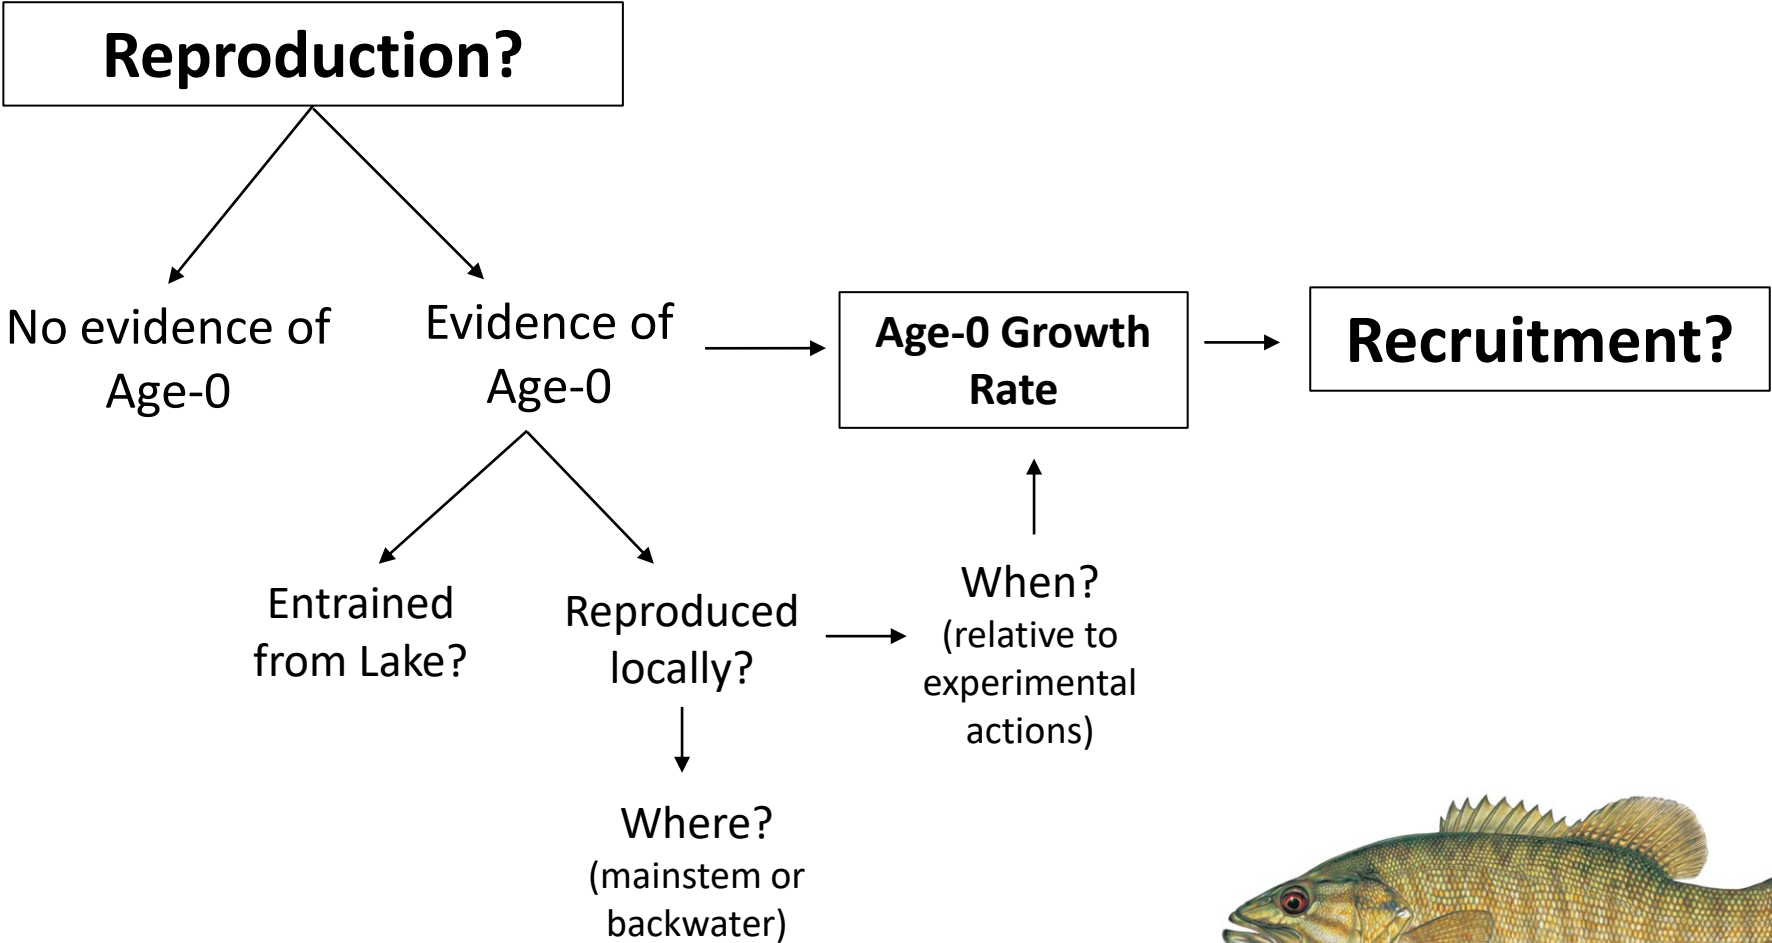 Reproduction?
No evidence of
Age-0
Evidence of
Age-0
Age-0 Growth
Rate
Recruitment?
Entrained
from Lake?
Reproduced
locally?
When?
(relative to
experimental
actions)
Where?
(mainstem or
backwater)